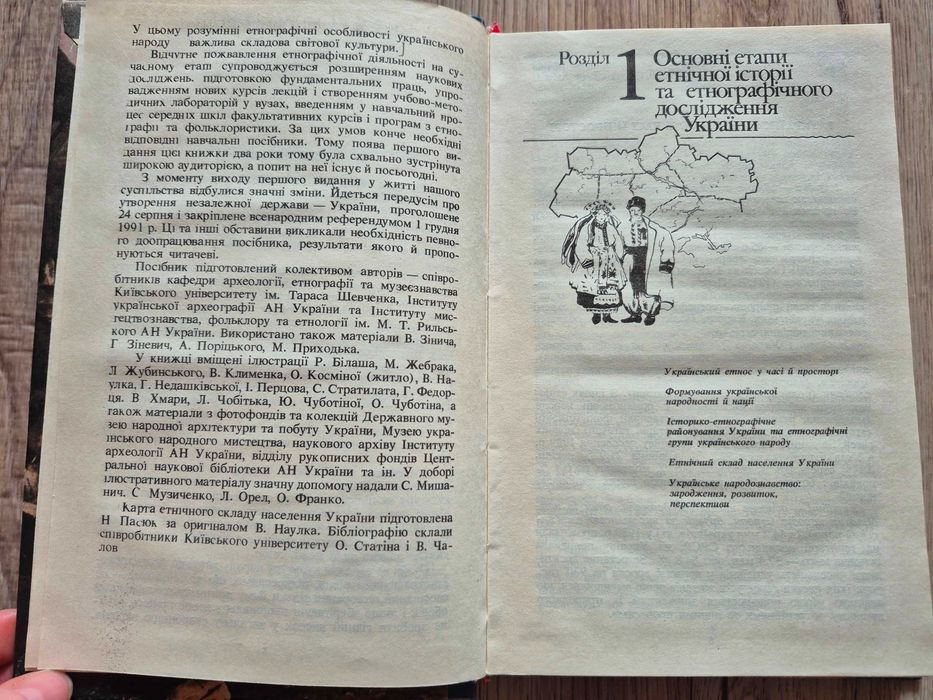 У цьому розумінні етнографічні особливості українського
народу важлива складова світової культури.
Відчутне пожвавлення етнографічної діяльності на су-
часному етапі супроводжується розширенням наукових
досліджень. підготовкою фундаментальних праць, упро-
вадженням нових курсів лекцій і створенням учбово-мето-
дичних лабораторій у вузах, введенням у навчальний про-
цес середніх шкіл факультативних курсів і програм з етно-
графії та фольклористики. За цих умов конче необхідні
відповідні навчальні посібники. Тому поява першого ви-
дання цієї книжки два роки тому була схвально зустрінута
широкою аудиторією, а попит на неї існує й посьогодні.
З моменту виходу першого видання у житті нашого
суспільства відбулися значні зміни. Йдеться передусім про
утворення незалежної держави — України, проголошене
24 серпня і закріплене всенародним референдумом 1 грудня
1991 р. Ці та інші обставини викликали необхідність певно-
го доопрацювання посібника, результати якого й пропо-
нуються читачеві.
Посібник підготовлений колективом авторів — співро-
бітників кафедри археології, етнографії та музеєзнавства
Київського університету ім. Тараса Шевченка, Інституту
української археографії АН України та Інституту мис-
тецтвознавства, фольклору та етнології ім. М. Т. Рильсь-
кого АН України. Використано також матеріали В. Зінича,
Г Зіневич, А. Поріцького, М. Приходька.
У книжці вміщені ілюстрації Р. Білаша, М. Жебрака,
Л Жубинського, В. Клименка, О. Косміної (житло), В. На-
улка, Г. Недашківської, І. Перцова, С. Стратилата, Г. Федор-
ця. В Хмари, Л. Чобітька, Ю. Чуботіної, О. Чуботіна, а
також матеріали з фотофондів та колекцій Державного му-
зею народної архітектури та побуту України, Музею укра-
їнського народного мистецтва, наукового архіву Інституту
археології АН України, відділу рукописних фондів Цент-
ральної наукової бібліотеки АН України та ін. У доборі
ілюстративного матеріалу значну допомогу надали С. Миша-
нич. С Музиченко, Л. Орел, О. Франко.
Карта етнічного складу населення України підготовлена
Н Пасюк за оригіналом В. Наулка. Бібліографію склали
співробітники Київського університету О. Статіна і В. Ча-
лов
Розділ 1
Основні етапи
етнічної історії
та етнографічного
дослідження
України
Український етнос у часі й просторі
Формування української
народності й нації
Історико-етнографічне
районування України та етнографічні
групи українського народу
Етнічний склад населення України
Українське народознавство:
зародження, розвиток,
перспективи